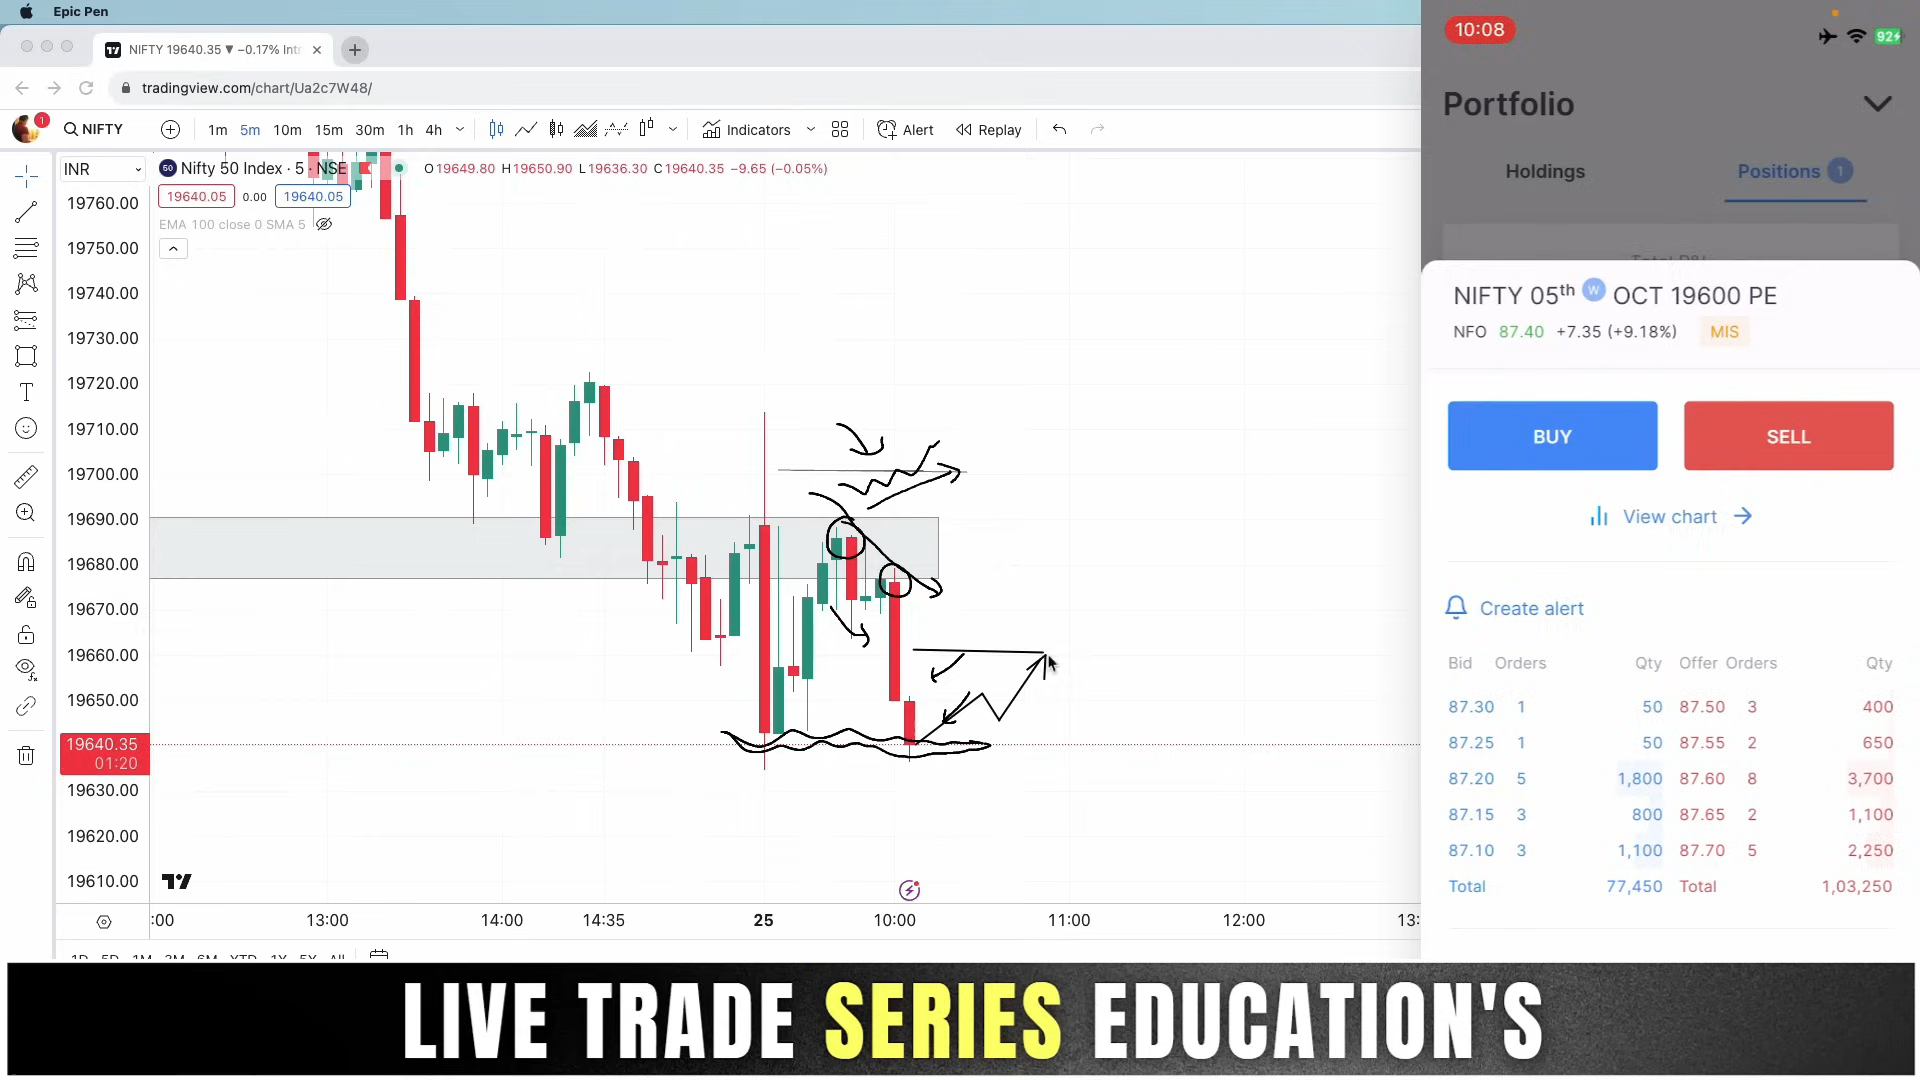 Epic Pen
NIFTY 19640.35 ▼ −0.17% Int
tradingview.com/chart/Ua2c7W48/
1
NIFTY
1m 5m 10m 15m 30m 1h 4h
Indicators
Alert
Replay
INR
50 Nifty 50 Index · 5 · NSE
O19649.80 H19650.90 L19636.30 C19640.35 −9.65 (−0.05%)
19640.05 0.00 19640.05
EMA 100 close 0 SMA 5
19760.00
19750.00
19740.00
19730.00
19720.00
19710.00
19700.00
19690.00
19680.00
19670.00
19660.00
19650.00
19640.35
01:20
19630.00
19620.00
19610.00
:00 13:00 14:00 14:35 25 10:00 11:00 12:00 13:
10:08
92
Portfolio
Holdings
Positions 1
NIFTY 05th W OCT 19600 PE
NFO 87.40 +7.35 (+9.18%) MIS
BUY
SELL
View chart
Create alert
Bid Orders Qty Offer Orders Qty
87.30 1 50 87.50 3 400
87.25 1 50 87.55 2 650
87.20 5 1,800 87.60 8 3,700
87.15 3 800 87.65 2 1,100
87.10 3 1,100 87.70 5 2,250
Total 77,450 Total 1,03,250
LIVE TRADE SERIES EDUCATION'S